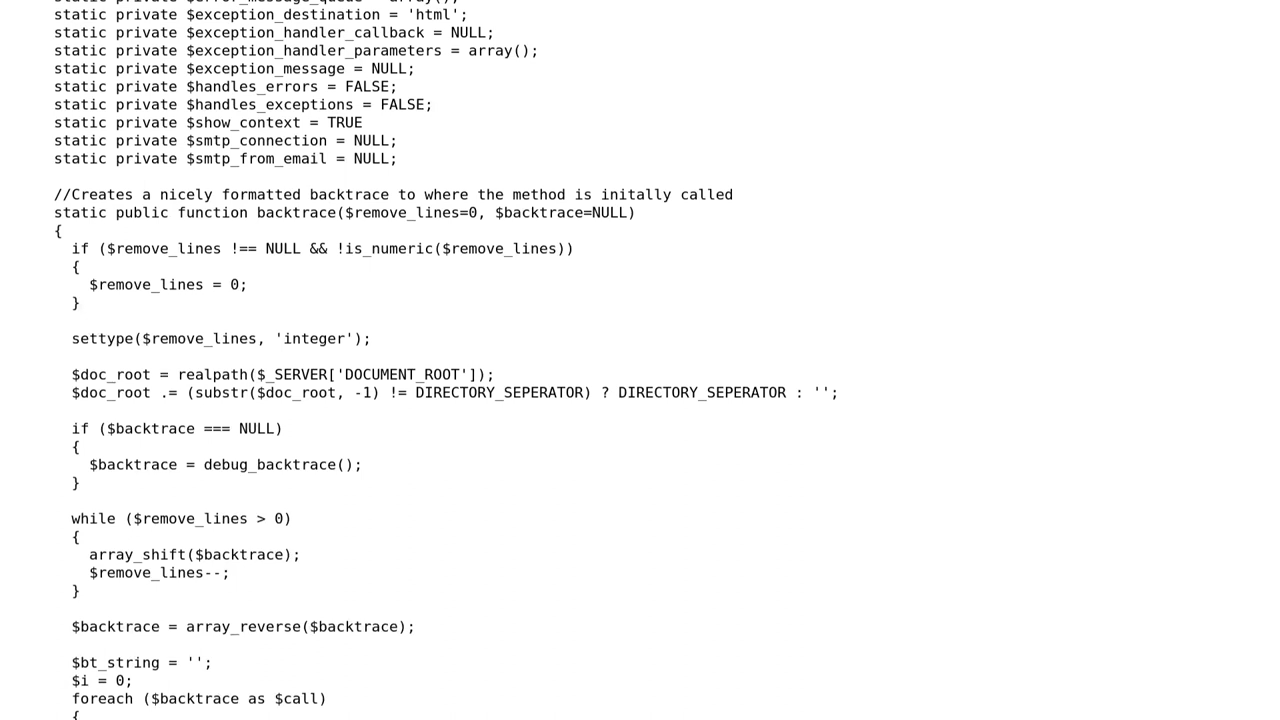 static private $error_message_queue = array();
static private $exception_destination = 'html';
static private $exception_handler_callback = NULL;
static private $exception_handler_parameters = array();
static private $exception_message = NULL;
static private $handles_errors = FALSE;
static private $handles_exceptions = FALSE;
static private $show_context = TRUE
static private $smtp_connection = NULL;
static private $smtp_from_email = NULL;

//Creates a nicely formatted backtrace to where the method is initally called
static public function backtrace($remove_lines=0, $backtrace=NULL)
{
  if ($remove_lines !== NULL && !is_numeric($remove_lines))
  {
    $remove_lines = 0;
  }

  settype($remove_lines, 'integer');

  $doc_root = realpath($_SERVER['DOCUMENT_ROOT']);
  $doc_root .= (substr($doc_root, -1) != DIRECTORY_SEPERATOR) ? DIRECTORY_SEPERATOR : '';

  if ($backtrace === NULL)
  {
    $backtrace = debug_backtrace();
  }

  while ($remove_lines > 0)
  {
    array_shift($backtrace);
    $remove_lines--;
  }

  $backtrace = array_reverse($backtrace);

  $bt_string = '';
  $i = 0;
  foreach ($backtrace as $call)
  {